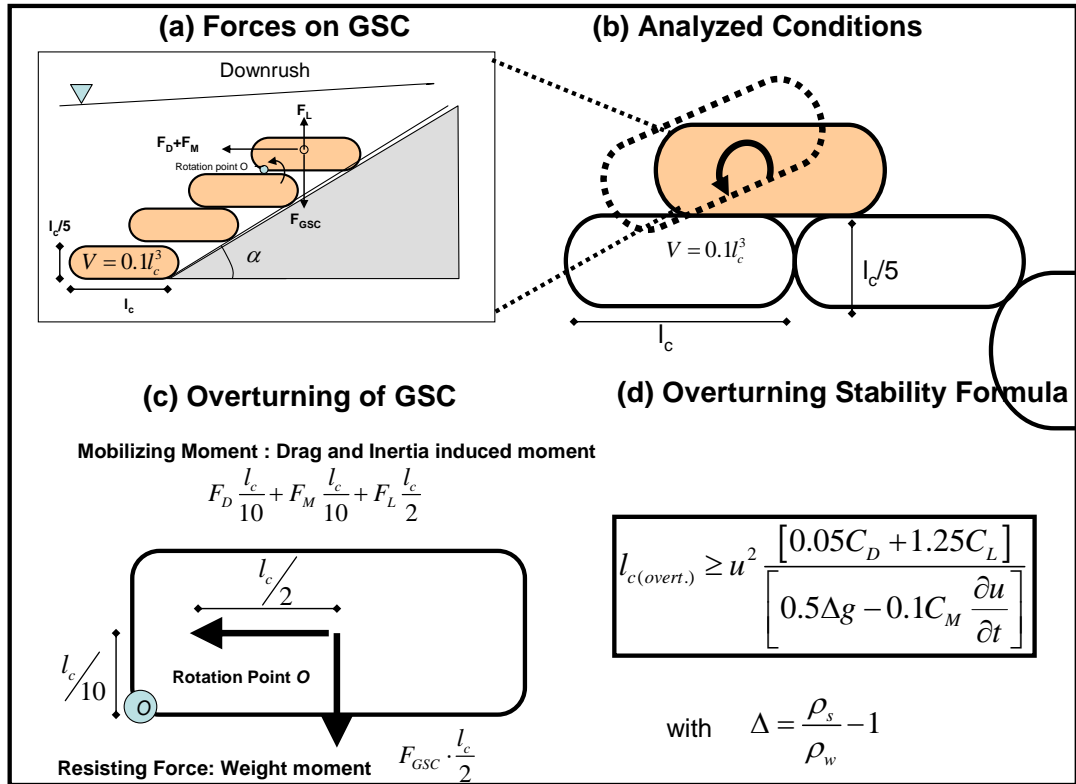 (a) Forces on GSC
Downrush
F_L
F_D+F_M
Rotation point O
F_GSC
l_c/5
V = 0.1l_c^3
α
l_c
(b) Analyzed Conditions
V = 0.1l_c^3
l_c/5
l_c
(c) Overturning of GSC
Mobilizing Moment : Drag and Inertia induced moment
F_D l_c/10 + F_M l_c/10 + F_L l_c/2
l_c/2
l_c/10
Rotation Point O
O
Resisting Force: Weight moment F_GSC · l_c/2
(d) Overturning Stability Formula
l_c(overt.) ≥ u^2 [0.05C_D + 1.25C_L] / [0.5Δg − 0.1C_M ∂u/∂t]
with Δ = ρ_s/ρ_w − 1